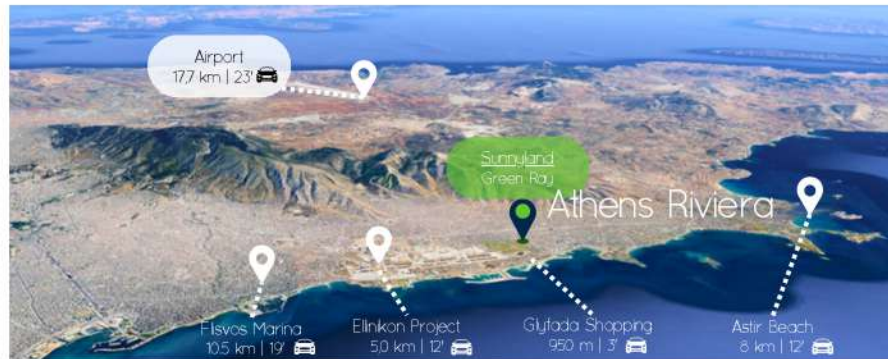 Airport
17,7 km | 23'
Sunnyland
Green Ray
Athens Riviera
Flisvos Marina
10.5 km | 19'
Ellinikon Project
5,0 km | 12'
Glyfada Shopping
950 m | 3'
Astir Beach
8 km | 12'